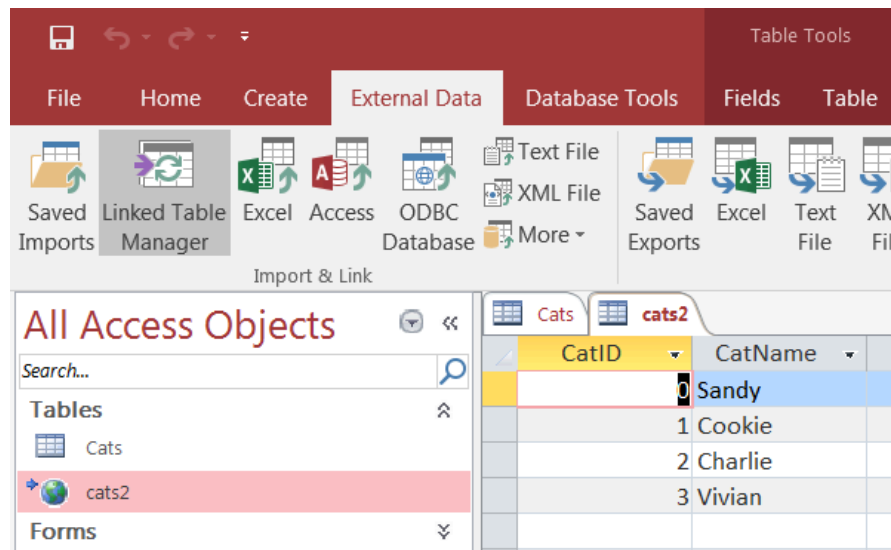 Table Tools
File Home Create External Data Database Tools Fields Table
Text File
XML File
More
Saved Imports
Linked Table Manager
Excel
Access
ODBC Database
Saved Exports
Excel
Text File
Import & Link
All Access Objects
Search...
Tables
Cats
cats2
Forms
Cats cats2
CatID CatName
0 Sandy
1 Cookie
2 Charlie
3 Vivian